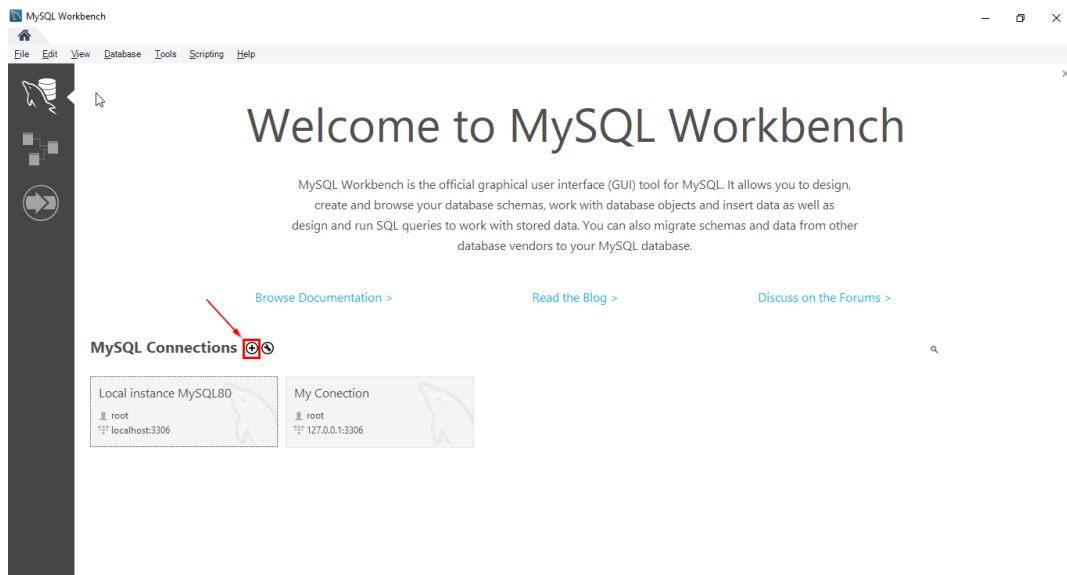 MySQL Workbench
File Edit View Database Tools Scripting Help
Welcome to MySQL Workbench
MySQL Workbench is the official graphical user interface (GUI) tool for MySQL. It allows you to design,
create and browse your database schemas, work with database objects and insert data as well as
design and run SQL queries to work with stored data. You can also migrate schemas and data from other
database vendors to your MySQL database.
Browse Documentation > Read the Blog > Discuss on the Forums >
MySQL Connections
Local instance MySQL80
root
localhost:3306
My Conection
root
127.0.0.1:3306